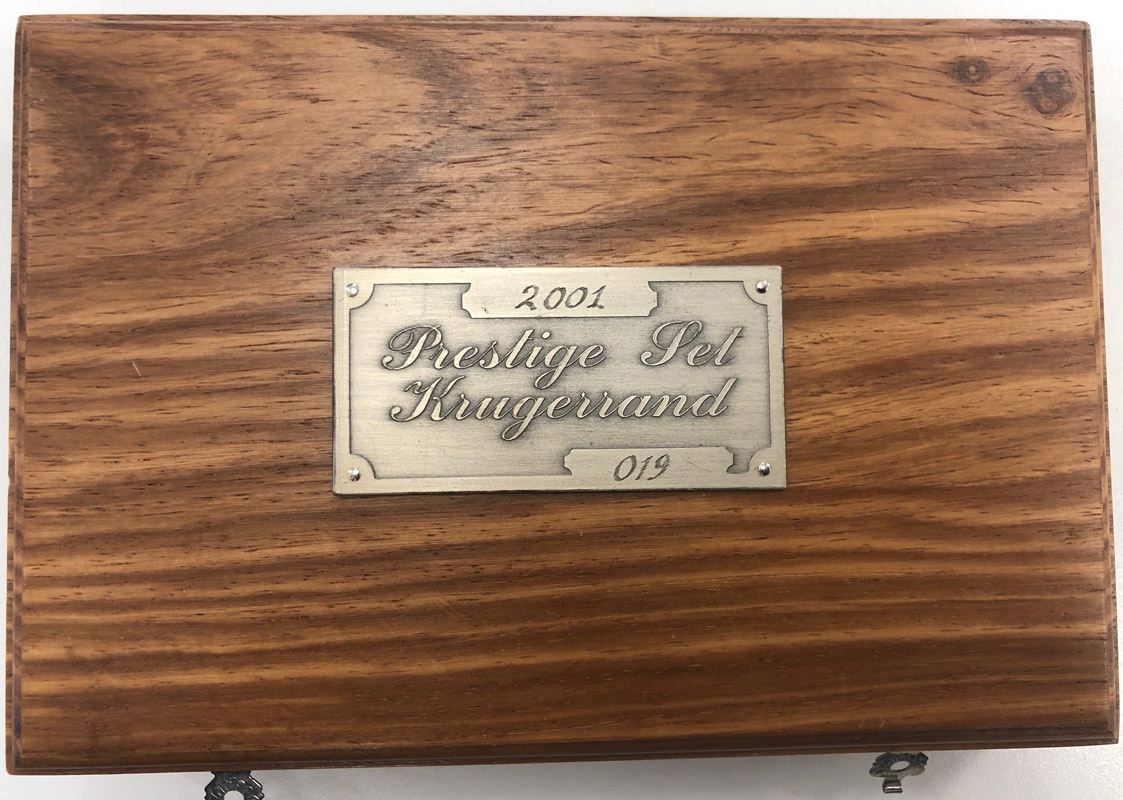 2001
Prestige Set
Krugerrand
019